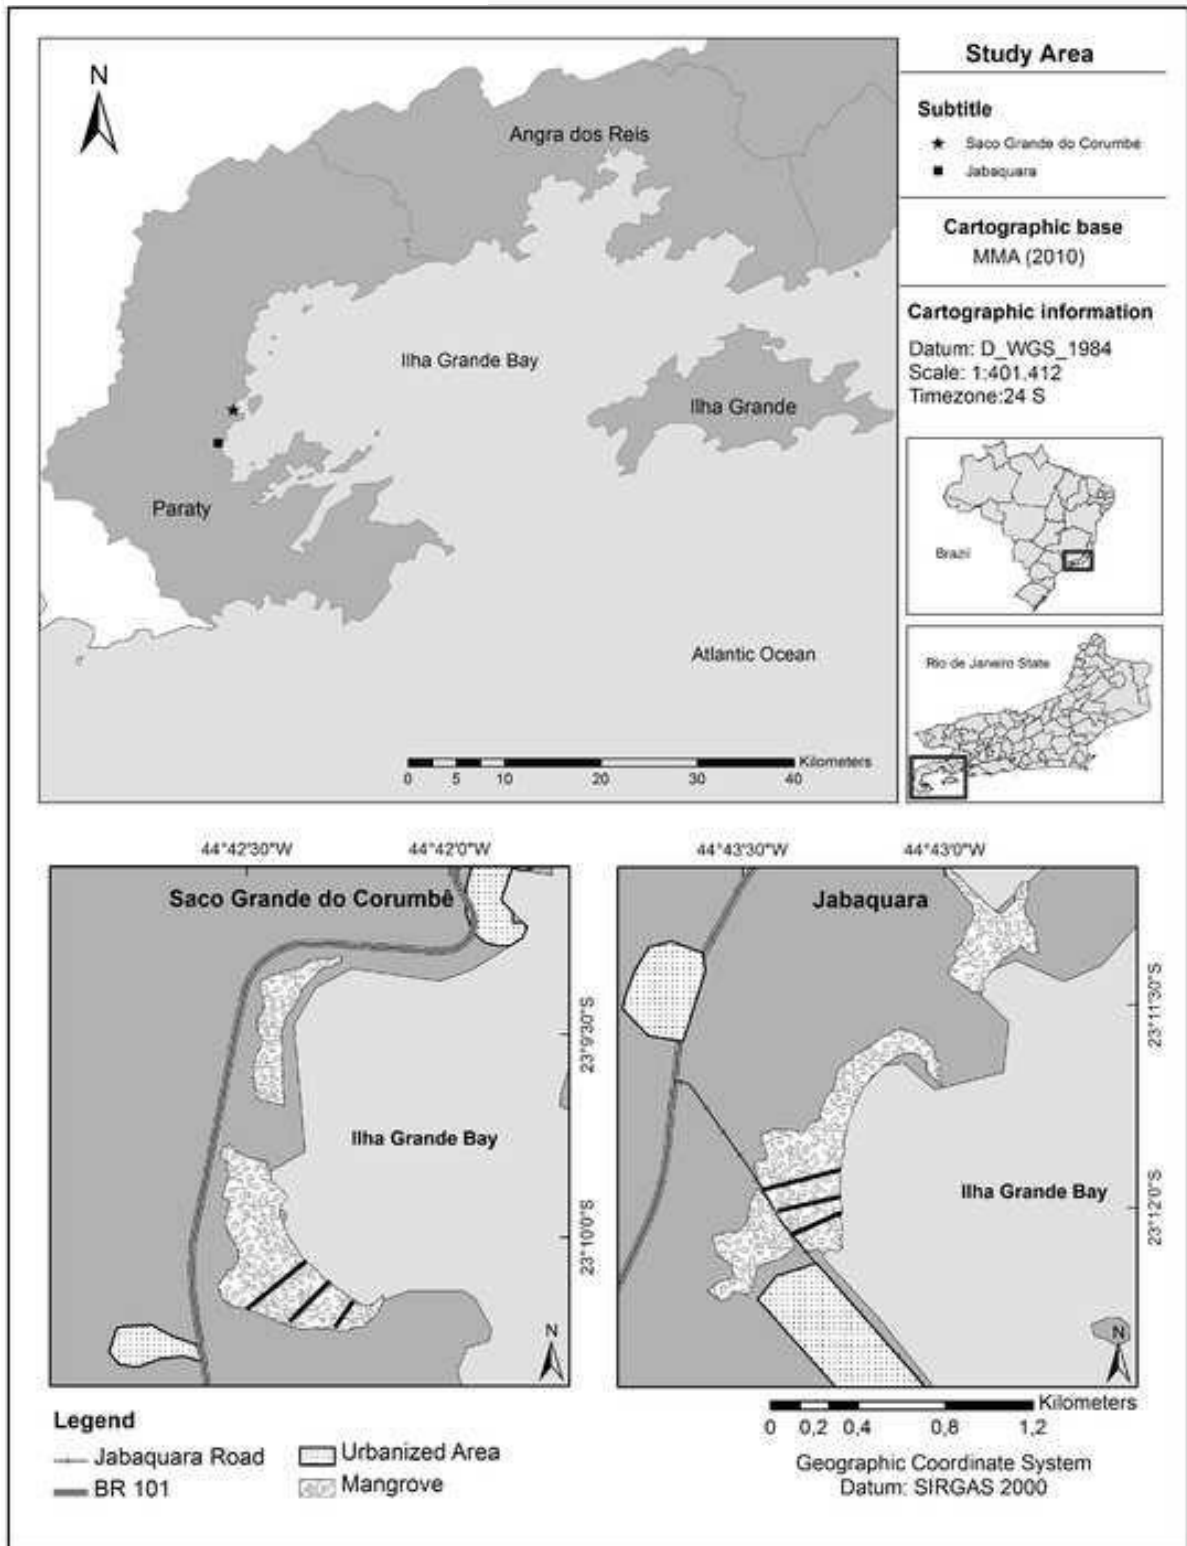 N
Angra dos Reis
Ilha Grande Bay
Ilha Grande
Paraty
Atlantic Ocean
Kilometers
0 5 10 20 30 40
Study Area
Subtitle
Saco Grande do Corumbê
Jabaquara
Cartographic base
MMA (2010)
Cartographic information
Datum: D_WGS_1984
Scale: 1:401.412
Timezone:24 S
Brazil
Rio de Janeiro State
44°42'30"W 44°42'0"W
Saco Grande do Corumbê
23°9'30"S
Ilha Grande Bay
23°10'0"S
N
44°43'30"W 44°43'0"W
Jabaquara
23°11'30"S
Ilha Grande Bay
23°12'0"S
N
Legend
Jabaquara Road
BR 101
Urbanized Area
Mangrove
Kilometers
0 0,2 0,4 0,8 1,2
Geographic Coordinate System
Datum: SIRGAS 2000